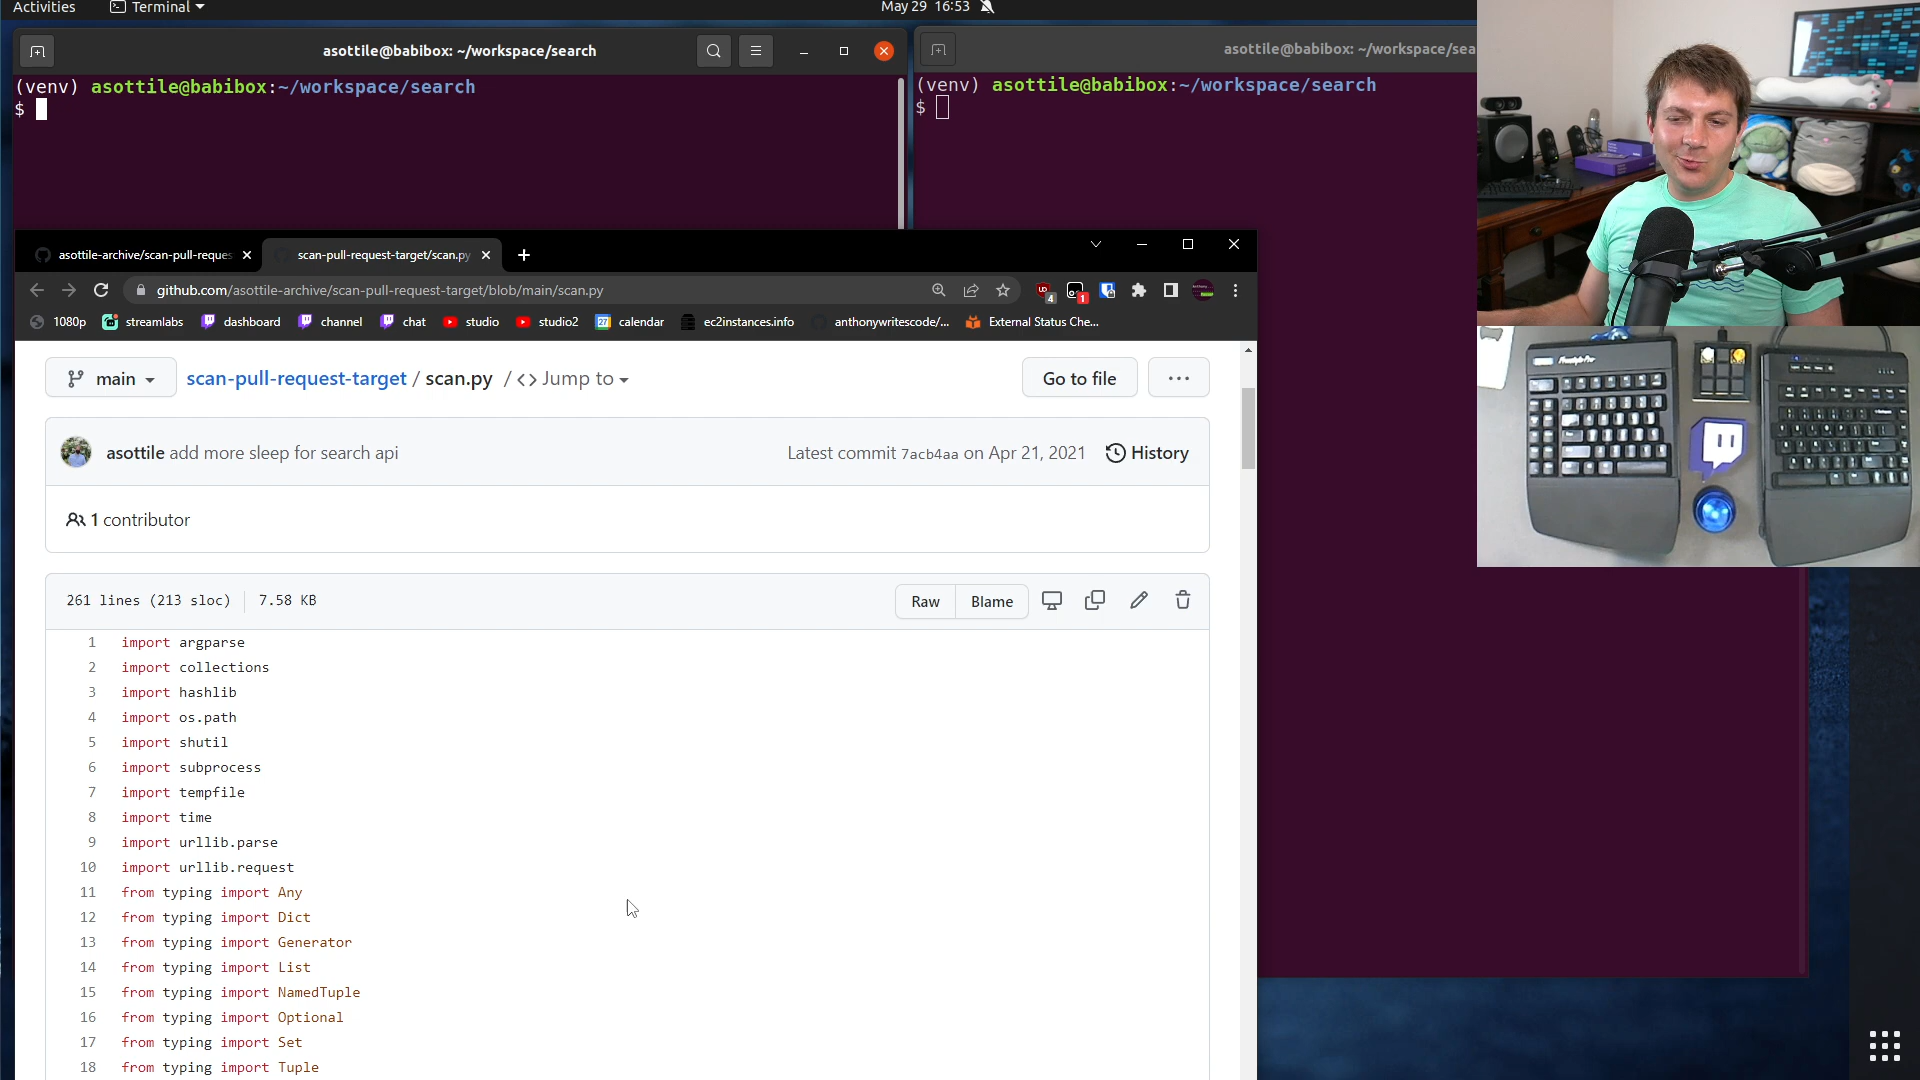 Activities
Terminal
May 29 16:53
asottile@babibox: ~/workspace/search
asottile@babibox: ~/workspace/sea
(venv) asottile@babibox:~/workspace/search
$
(venv) asottile@babibox:~/workspace/search
$
asottile-archive/scan-pull-reques
scan-pull-request-target/scan.py
github.com/asottile-archive/scan-pull-request-target/blob/main/scan.py
4
1
1080p
streamlabs
dashboard
channel
chat
studio
studio2
27
calendar
ec2instances.info
anthonywritescode/...
External Status Che...
main
scan-pull-request-target / scan.py / <> Jump to
Go to file
...
asottile add more sleep for search api
Latest commit 7acb4aa on Apr 21, 2021
History
1 contributor
261 lines (213 sloc)
7.58 KB
Raw
Blame
1 import argparse
2 import collections
3 import hashlib
4 import os.path
5 import shutil
6 import subprocess
7 import tempfile
8 import time
9 import urllib.parse
10 import urllib.request
11 from typing import Any
12 from typing import Dict
13 from typing import Generator
14 from typing import List
15 from typing import NamedTuple
16 from typing import Optional
17 from typing import Set
18 from typing import Tuple